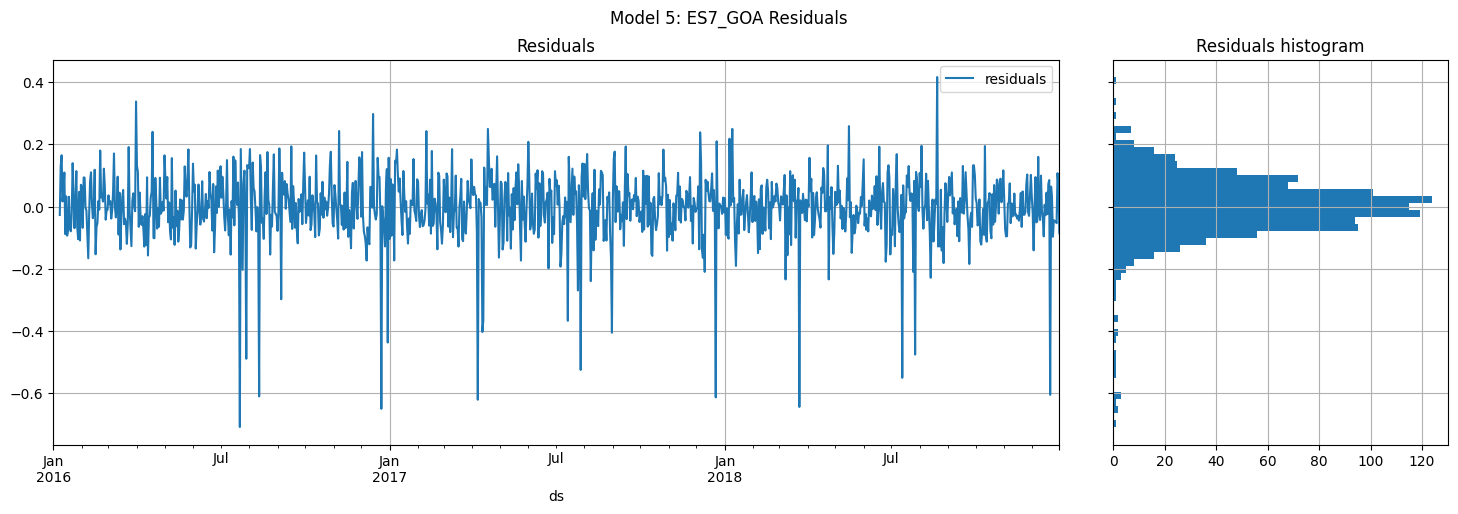 Model 5: ES7_GOA Residuals
Residuals
Residuals histogram
residuals
0.4
0.2
0.0
−0.2
−0.4
−0.6
Jan
2016
Jul
Jan
2017
Jul
Jan
2018
Jul
0 20 40 60 80 100 120
ds